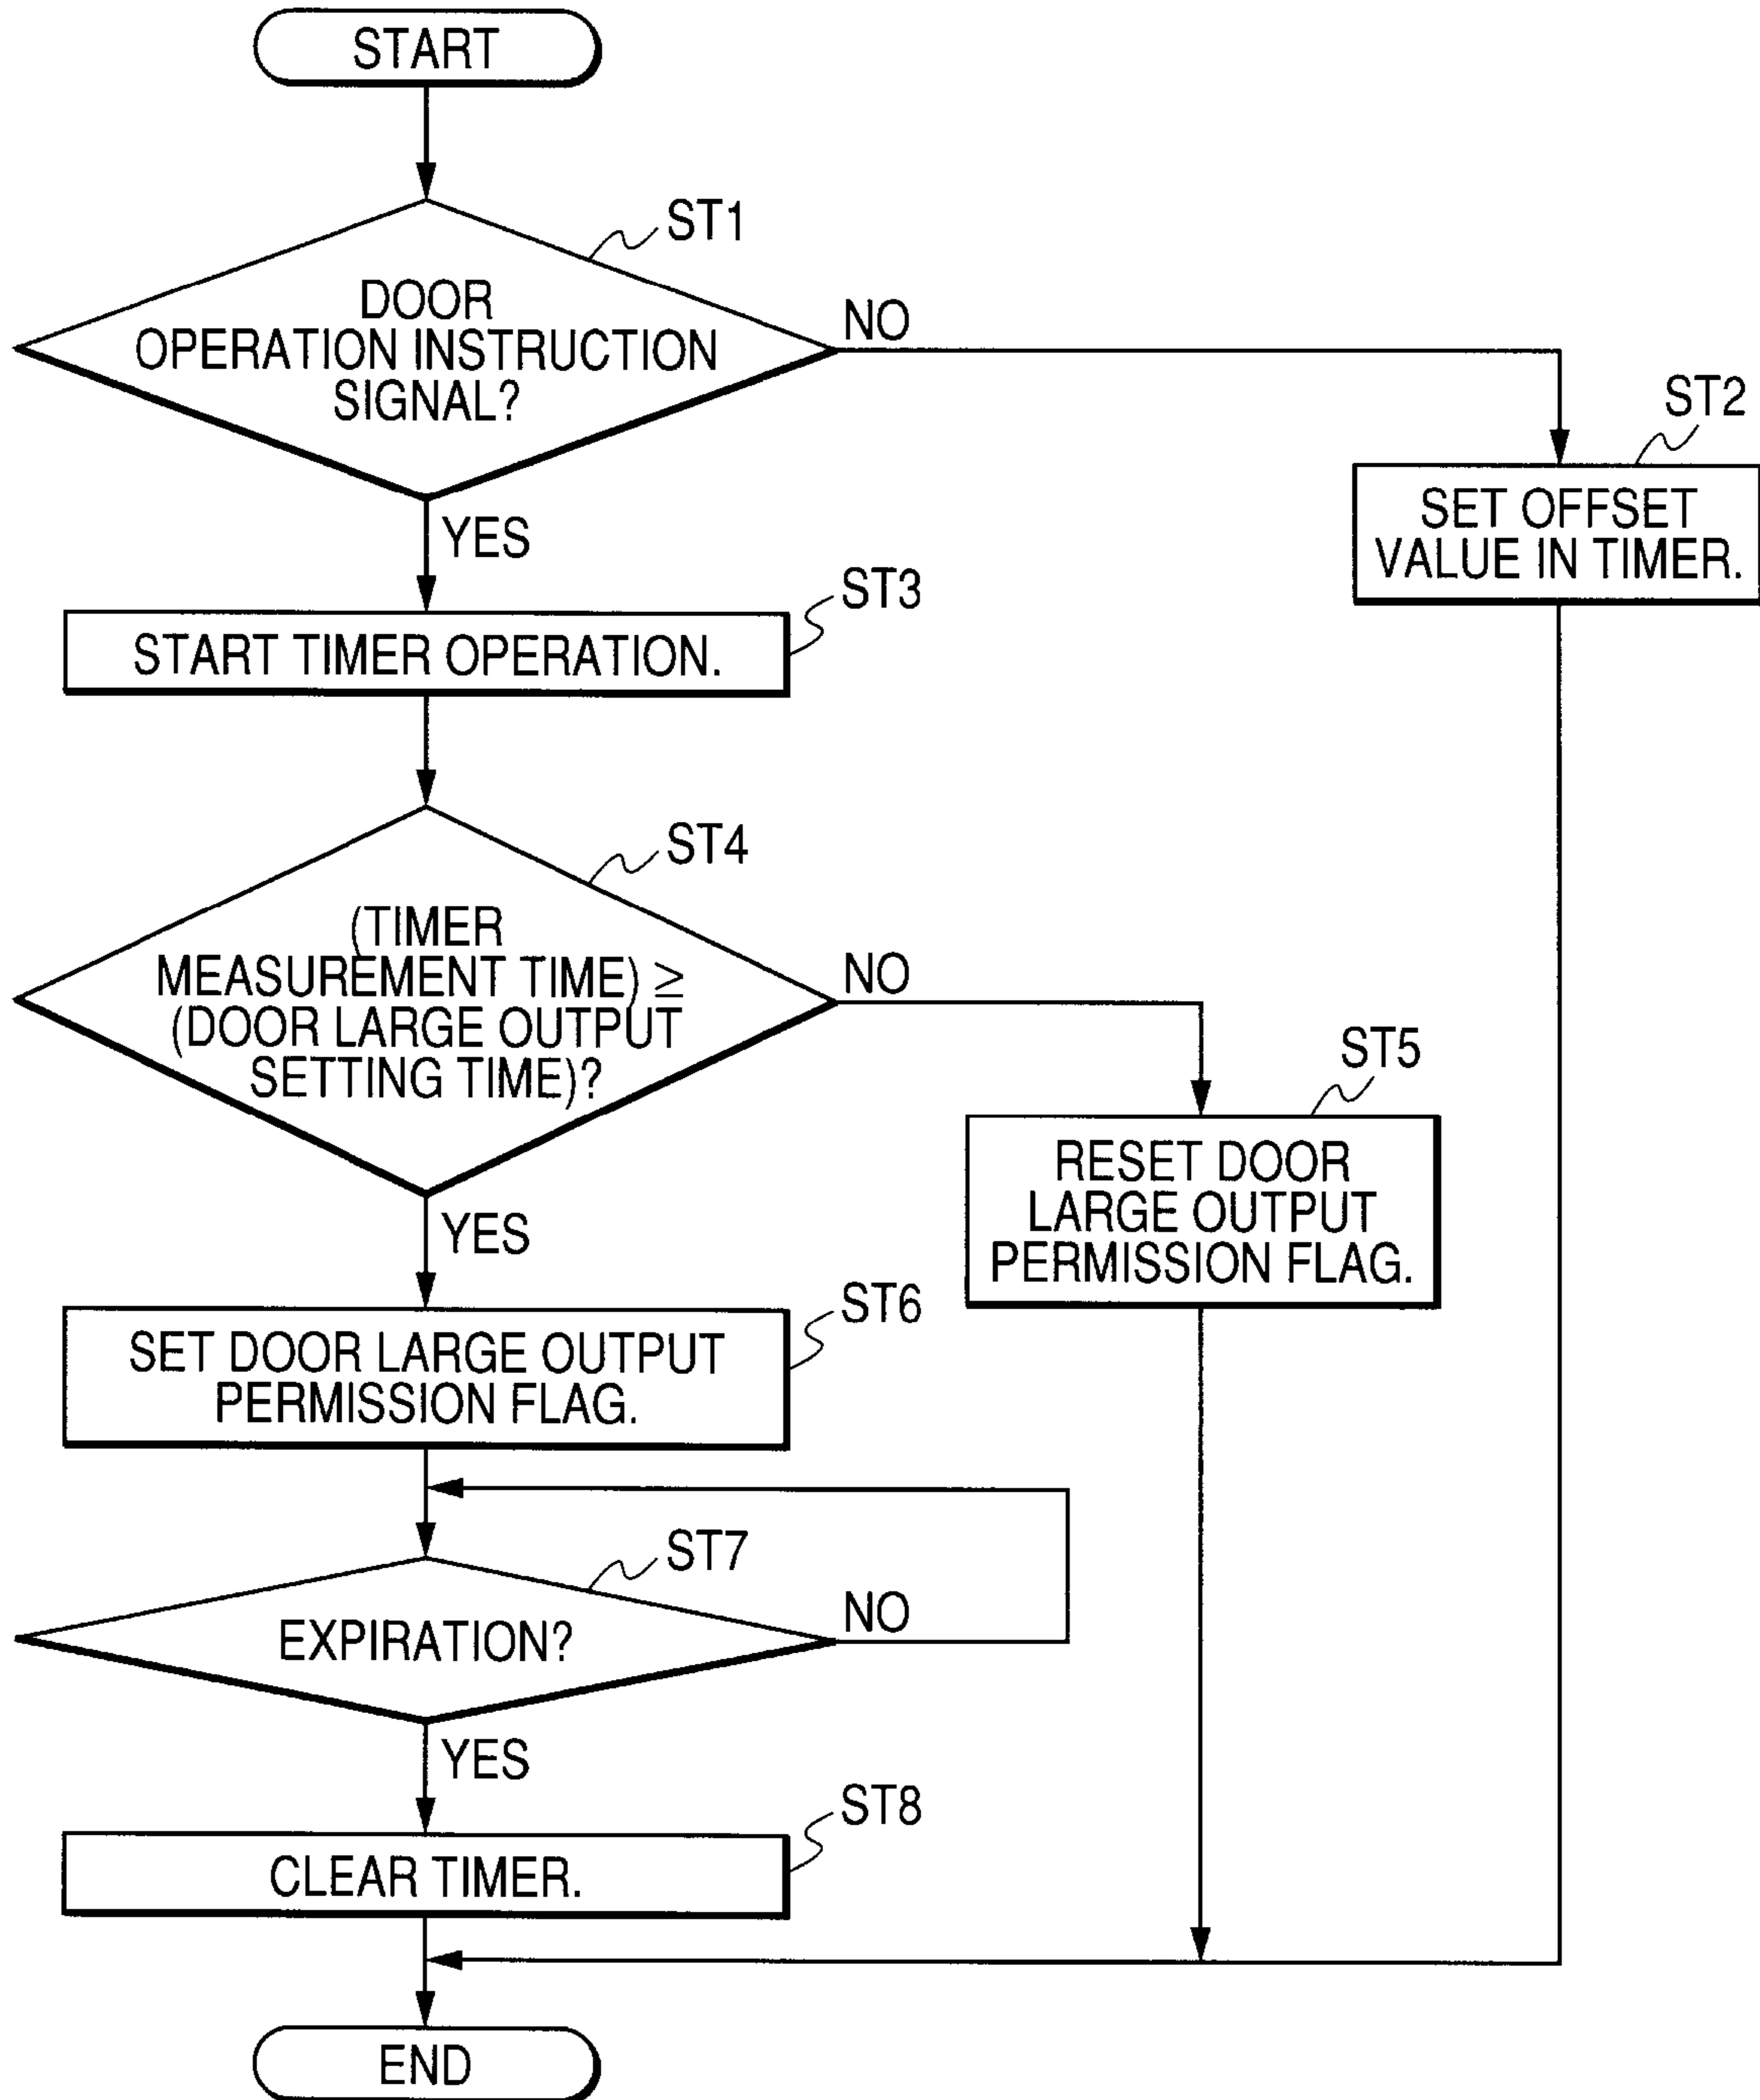 START
ST1
DOOR
OPERATION INSTRUCTION
SIGNAL?
NO
YES
ST2
SET OFFSET
VALUE IN TIMER.
ST3
START TIMER OPERATION.
ST4
(TIMER
MEASUREMENT TIME) ≧
(DOOR LARGE OUTPUT
SETTING TIME)?
NO
YES
ST5
RESET DOOR
LARGE OUTPUT
PERMISSION FLAG.
ST6
SET DOOR LARGE OUTPUT
PERMISSION FLAG.
ST7
EXPIRATION?
NO
YES
ST8
CLEAR TIMER.
END